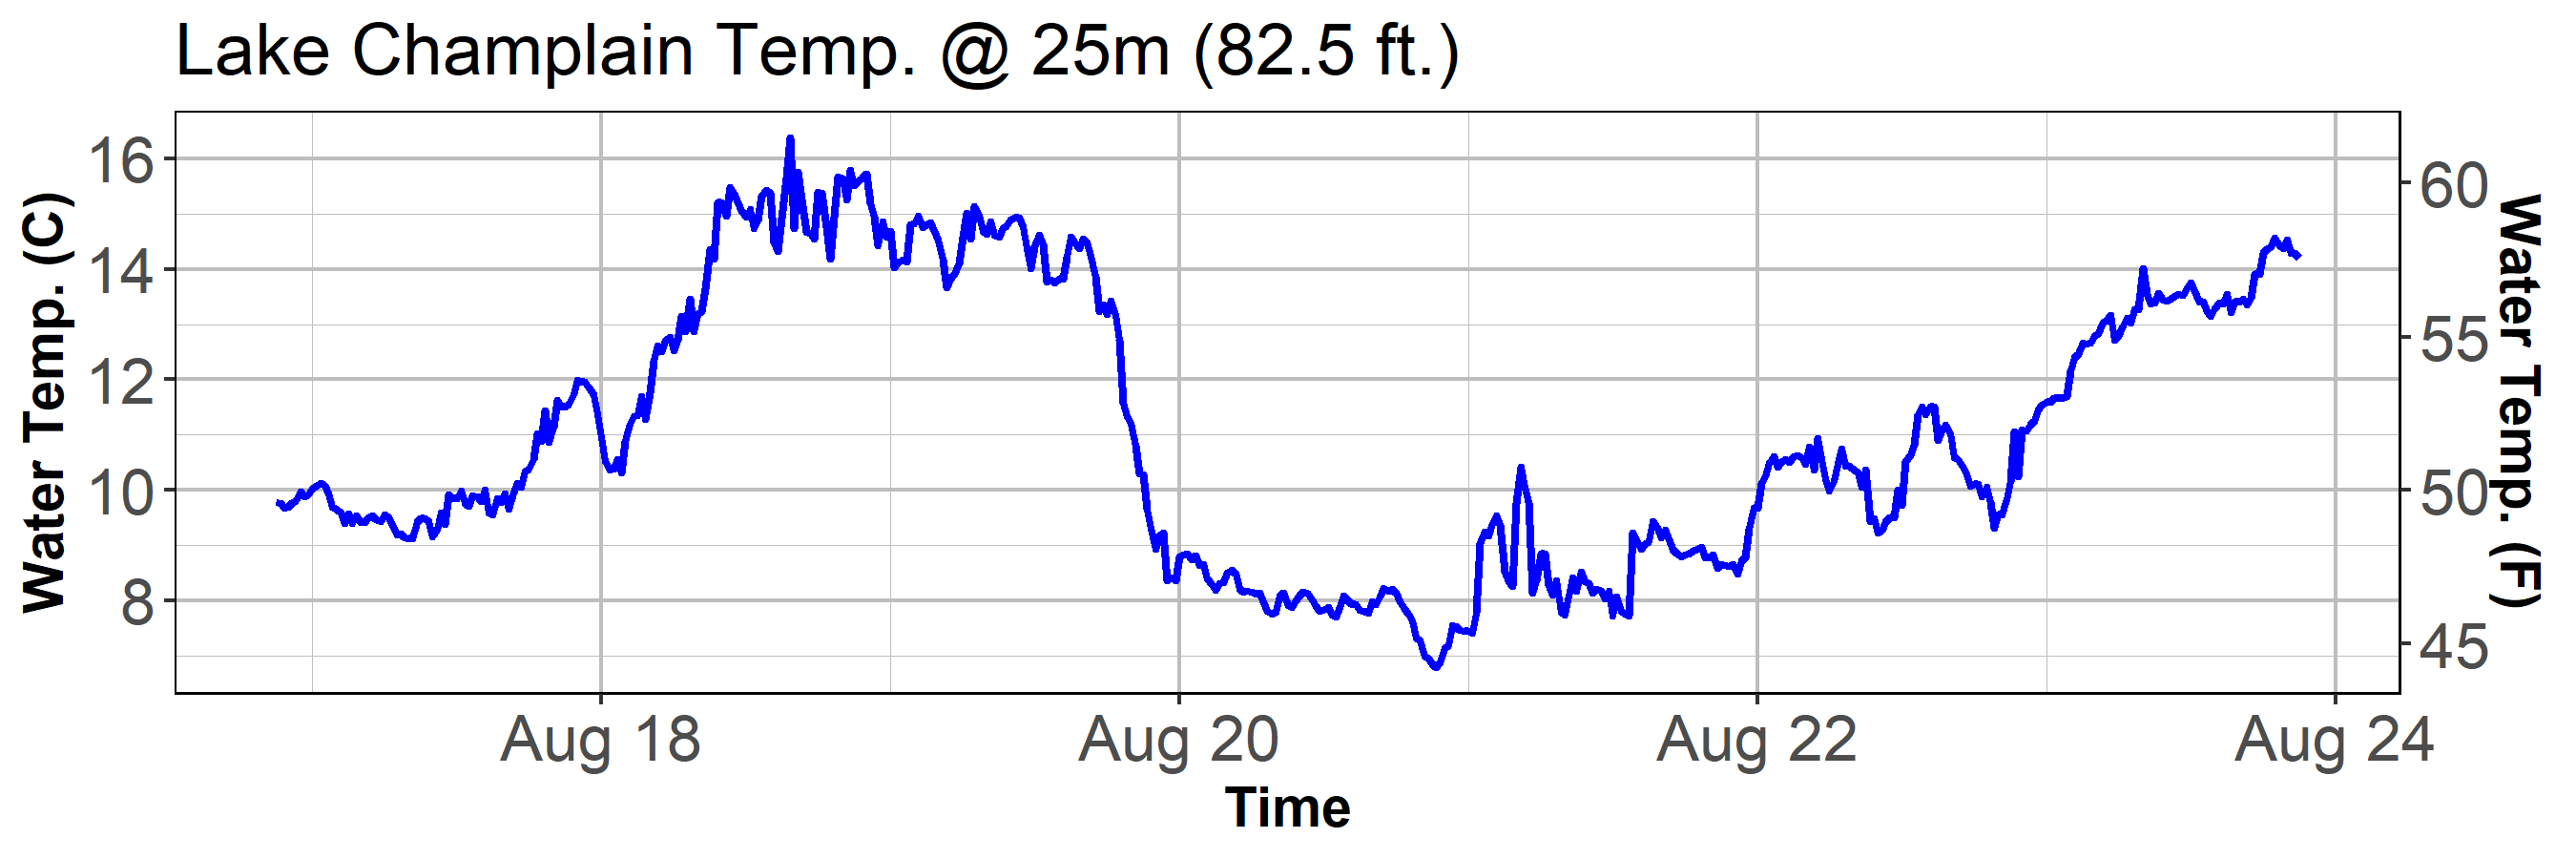 Lake Champlain Temp. @ 25m (82.5 ft.)
Water Temp. (C)
16
14
12
10
8
60
55
50
45
Water Temp. (F)
Aug 18
Aug 20
Aug 22
Aug 24
Time